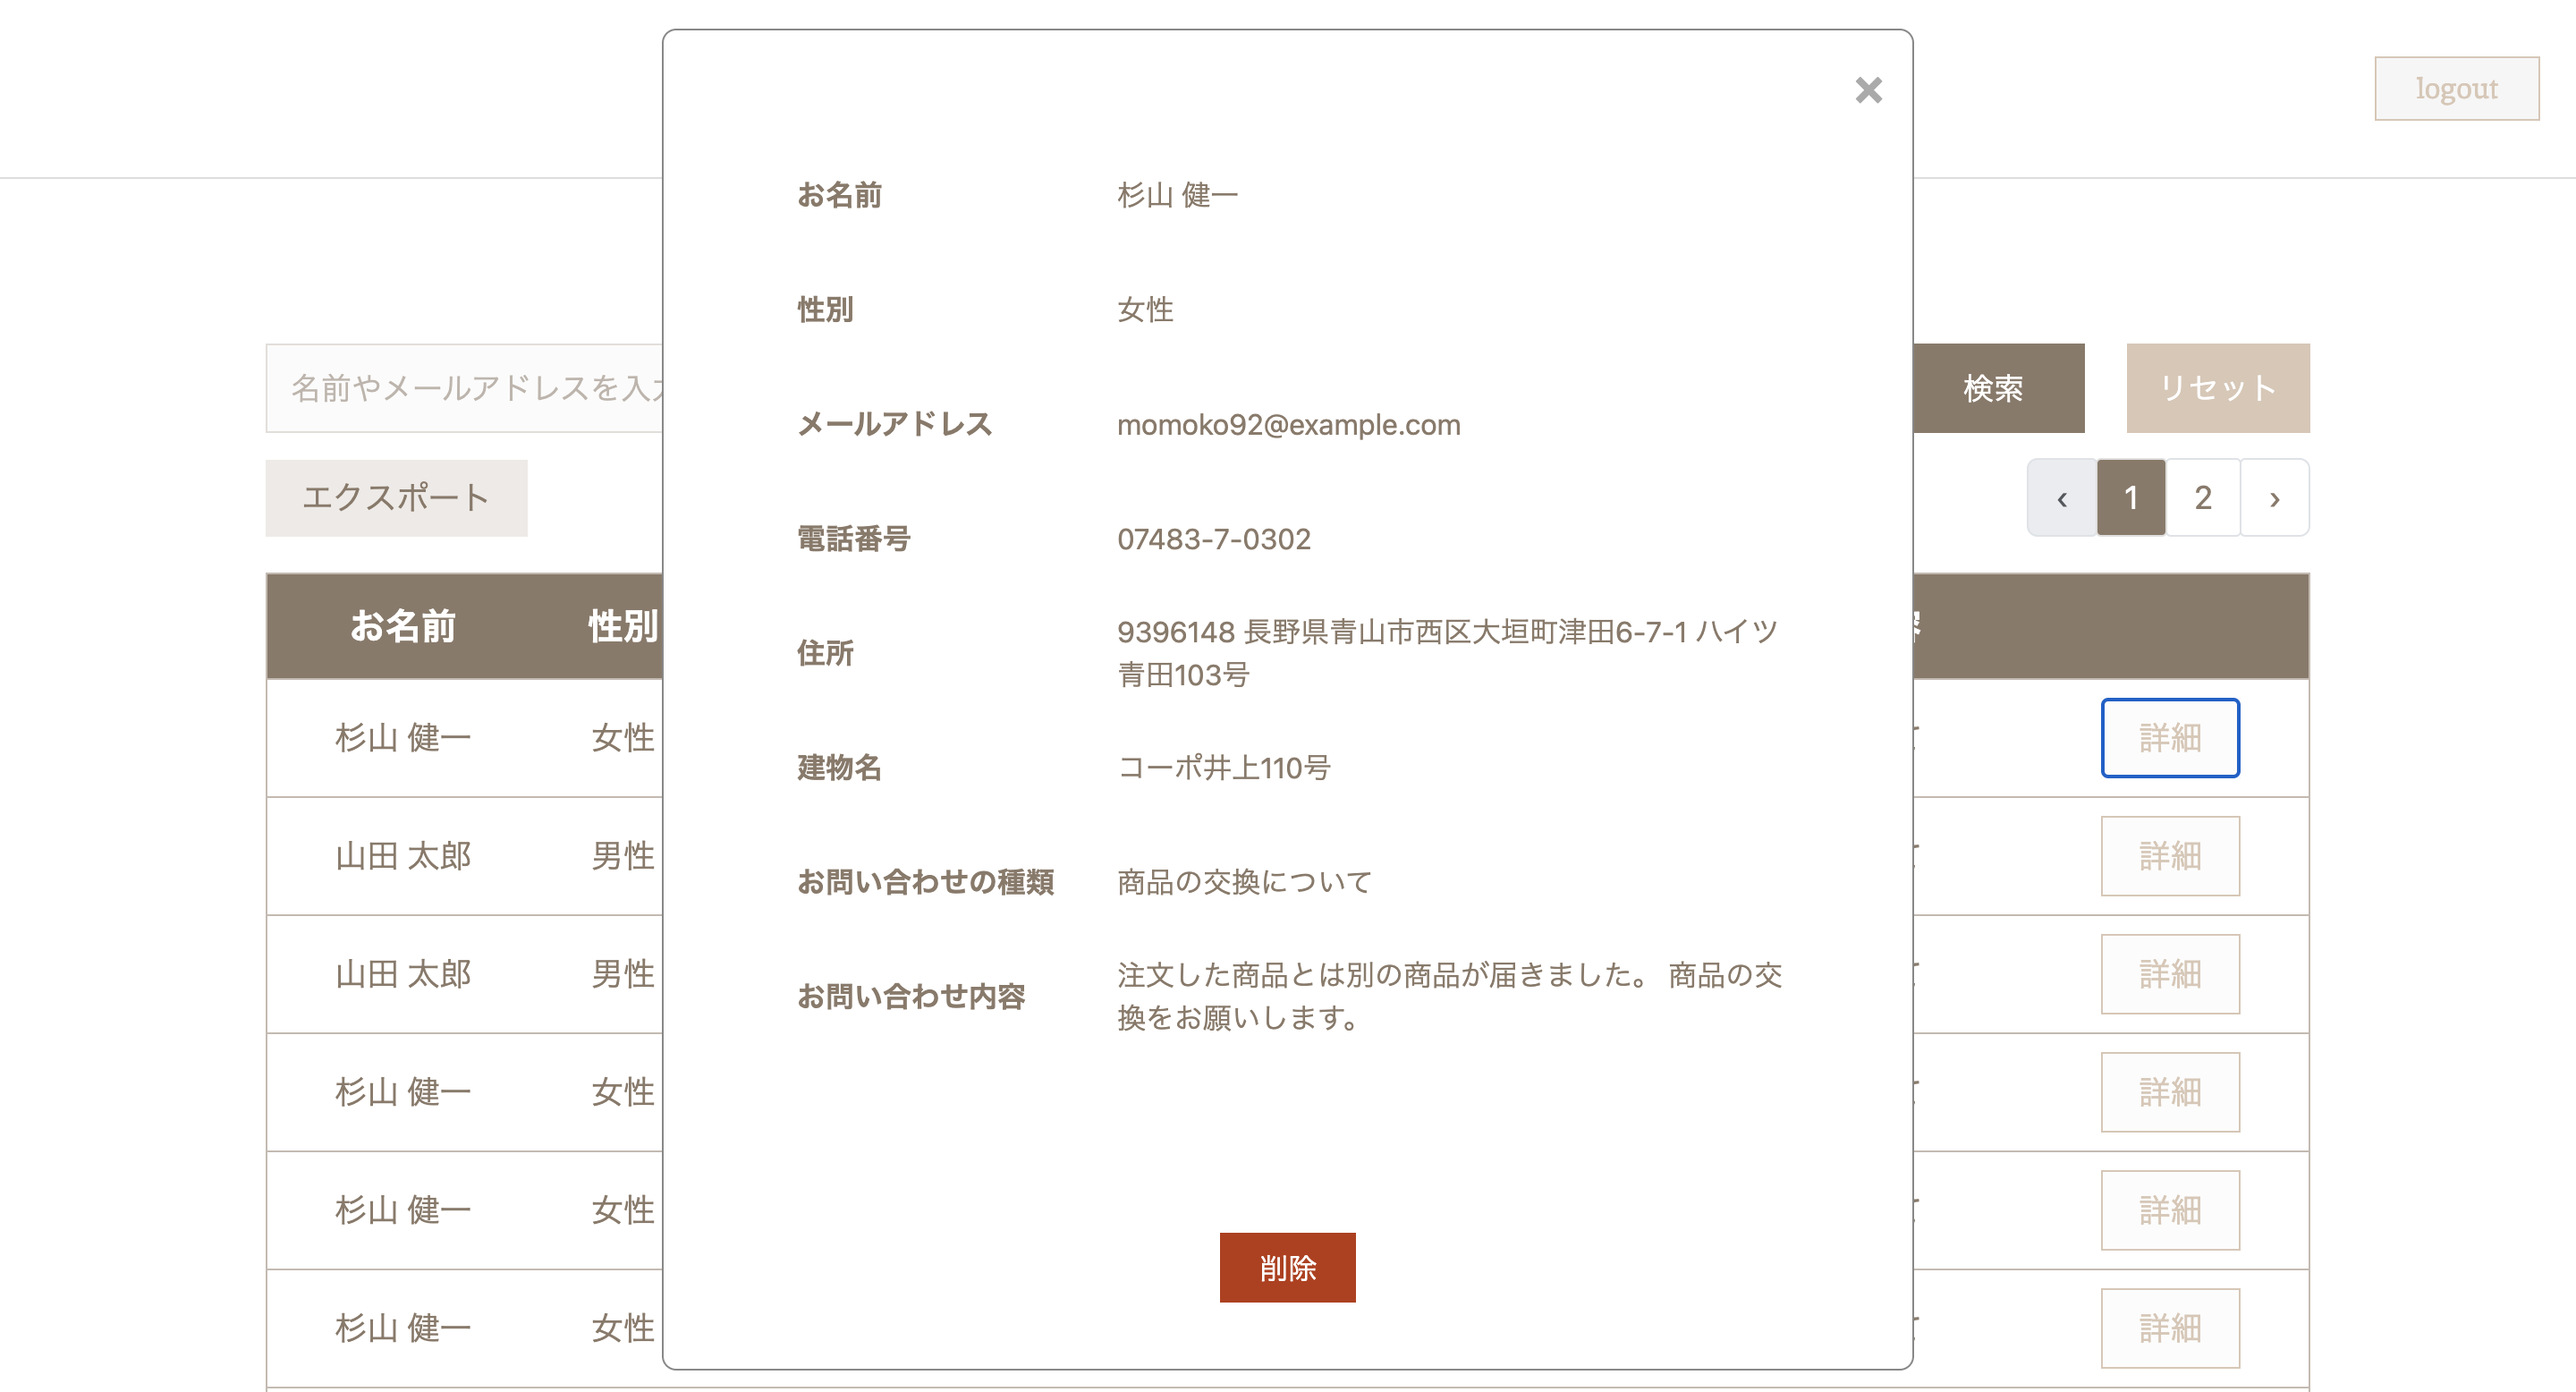 logout
お名前 杉山 健一
性別 女性
メールアドレス momoko92@example.com
電話番号 07483-7-0302
住所 9396148 長野県青山市西区大垣町津田6-7-1 ハイツ
青田103号
建物名 コーポ井上110号
お問い合わせの種類 商品の交換について
お問い合わせ内容 注文した商品とは別の商品が届きました。 商品の交
換をお願いします。
削除
名前やメールアドレスを入
検索 リセット
エクスポート
‹ 1 2 ›
お名前 性別
杉山 健一 女性 詳細
山田 太郎 男性 詳細
山田 太郎 男性 詳細
杉山 健一 女性 詳細
杉山 健一 女性 詳細
杉山 健一 女性 詳細